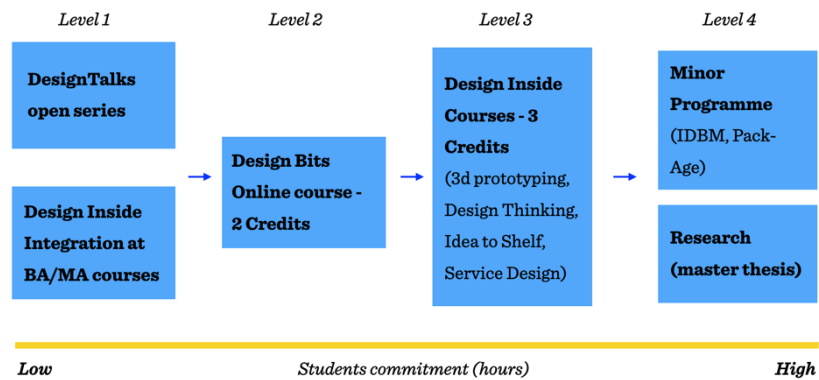 Level 1
Level 2
Level 3
Level 4
DesignTalks
open series
Design Inside
Integration at
BA/MA courses
Design Bits
Online course -
2 Credits
Design Inside
Courses - 3
Credits
(3d prototyping,
Design Thinking,
Idea to Shelf,
Service Design)
Minor
Programme
(IDBM, Pack-
Age)
Research
(master thesis)
Low
Students commitment (hours)
High